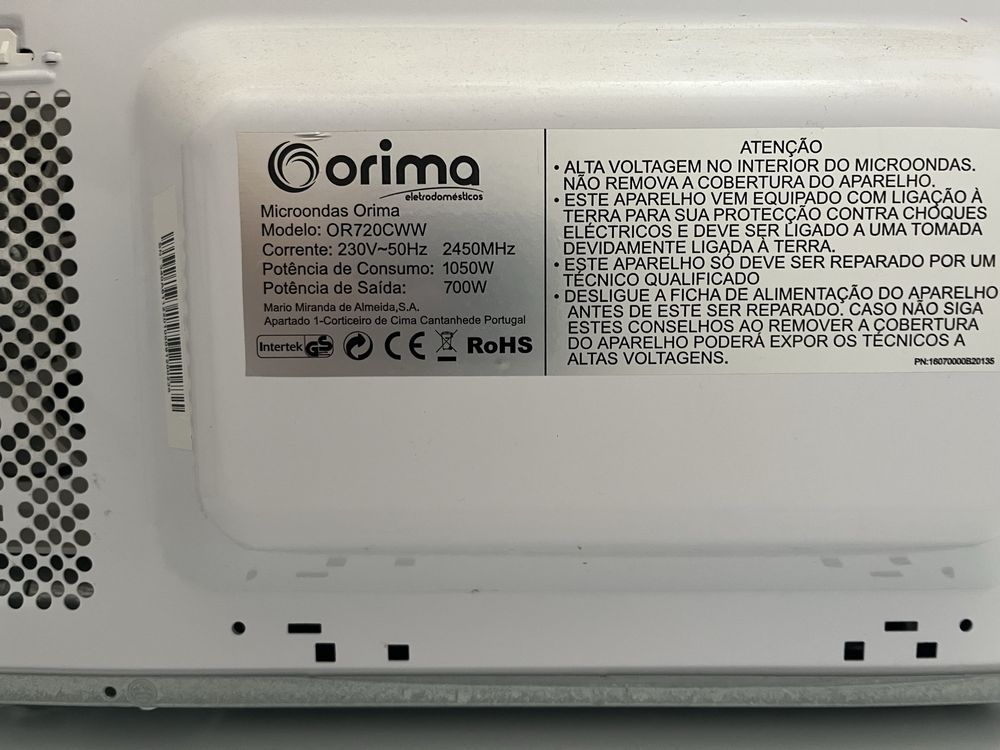 orima
eletrodomésticos
Microondas Orima
Modelo: OR720CWW
Corrente: 230V~50Hz 2450MHz
Potência de Consumo: 1050W
Potência de Saída: 700W
Mario Miranda de Almeida,S.A.
Apartado 1-Corticeiro de Cima Cantanhede Portugal
Intertek GS CE RoHS
ATENÇÃO
• ALTA VOLTAGEM NO INTERIOR DO MICROONDAS.
NÃO REMOVA A COBERTURA DO APARELHO.
• ESTE APARELHO VEM EQUIPADO COM LIGAÇÃO À
TERRA PARA SUA PROTECÇÃO CONTRA CHOQUES
ELÉCTRICOS E DEVE SER LIGADO A UMA TOMADA
DEVIDAMENTE LIGADA À TERRA.
• ESTE APARELHO SÓ DEVE SER REPARADO POR UM
TÉCNICO QUALIFICADO
• DESLIGUE A FICHA DE ALIMENTAÇÃO DO APARELHO
ANTES DE ESTE SER REPARADO. CASO NÃO SIGA
ESTES CONSELHOS AO REMOVER A COBERTURA
DO APARELHO PODERÁ EXPOR OS TÉCNICOS A
ALTAS VOLTAGENS.
PN:16070000B20135